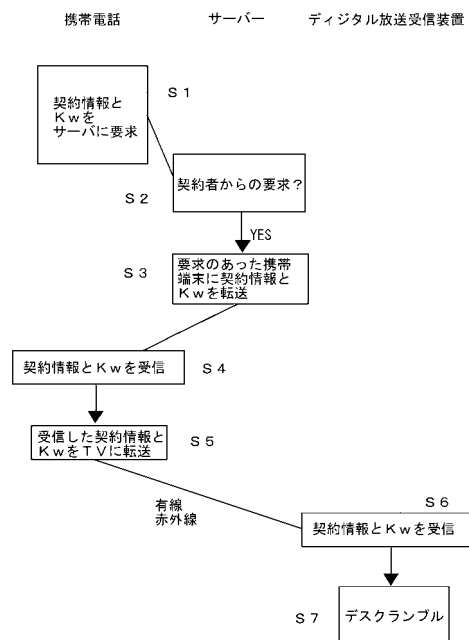 携帯電話
サーバー
ディジタル放送受信装置
契約情報と
Ｋｗを
サーバに要求
Ｓ１
契約者からの要求？
Ｓ２
YES
要求のあった携帯
端末に契約情報と
Ｋｗを転送
Ｓ３
契約情報とＫｗを受信
Ｓ４
受信した契約情報と
ＫｗをＴＶに転送
Ｓ５
有線
赤外線
Ｓ６
契約情報とＫｗを受信
デスクランブル
Ｓ７